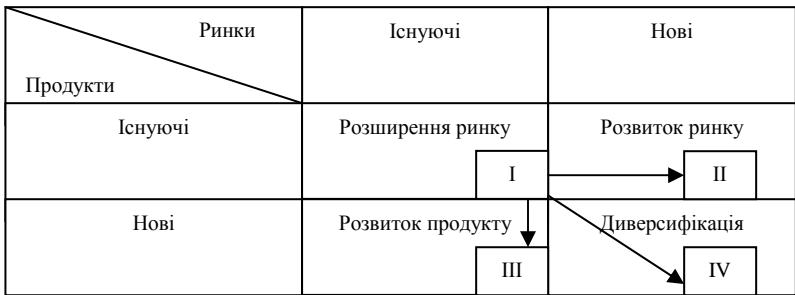 Ринки
Існуючі
Нові
Продукти
Існуючі
Розширення ринку
Розвиток ринку
I
II
Нові
Розвиток продукту
Диверсифікація
III
IV